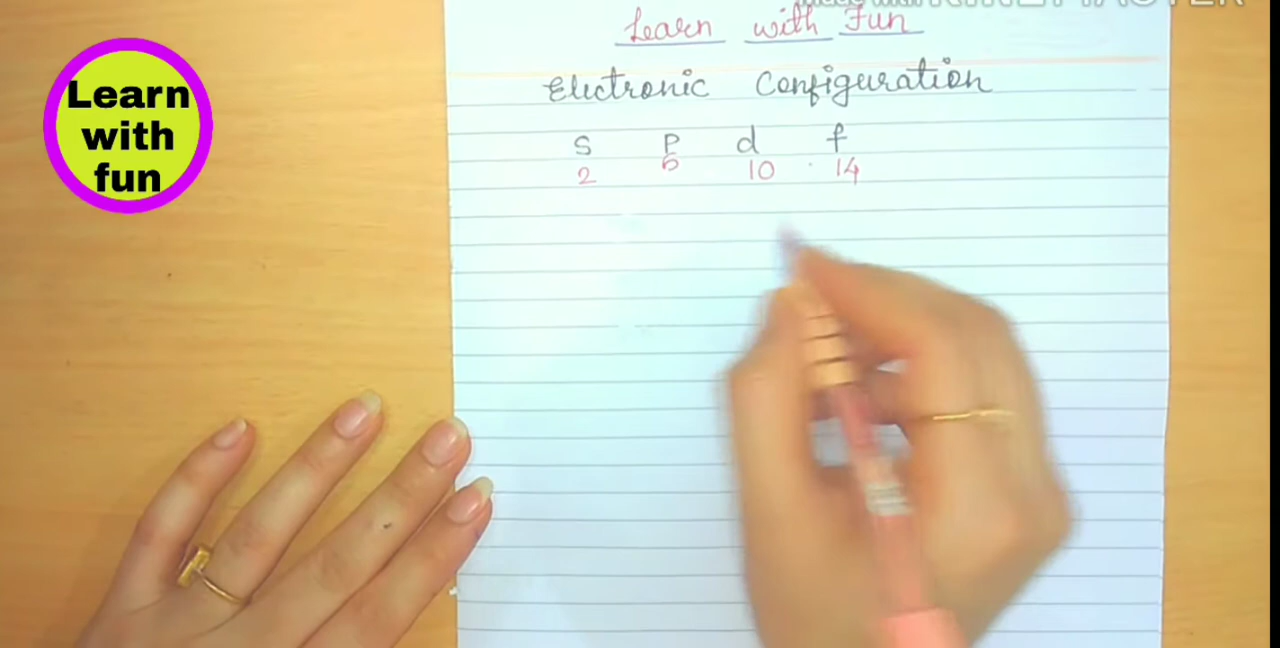 Learn with Fun
Electronic Configuration
S P d f
2 6 10 14
Learn
with
fun